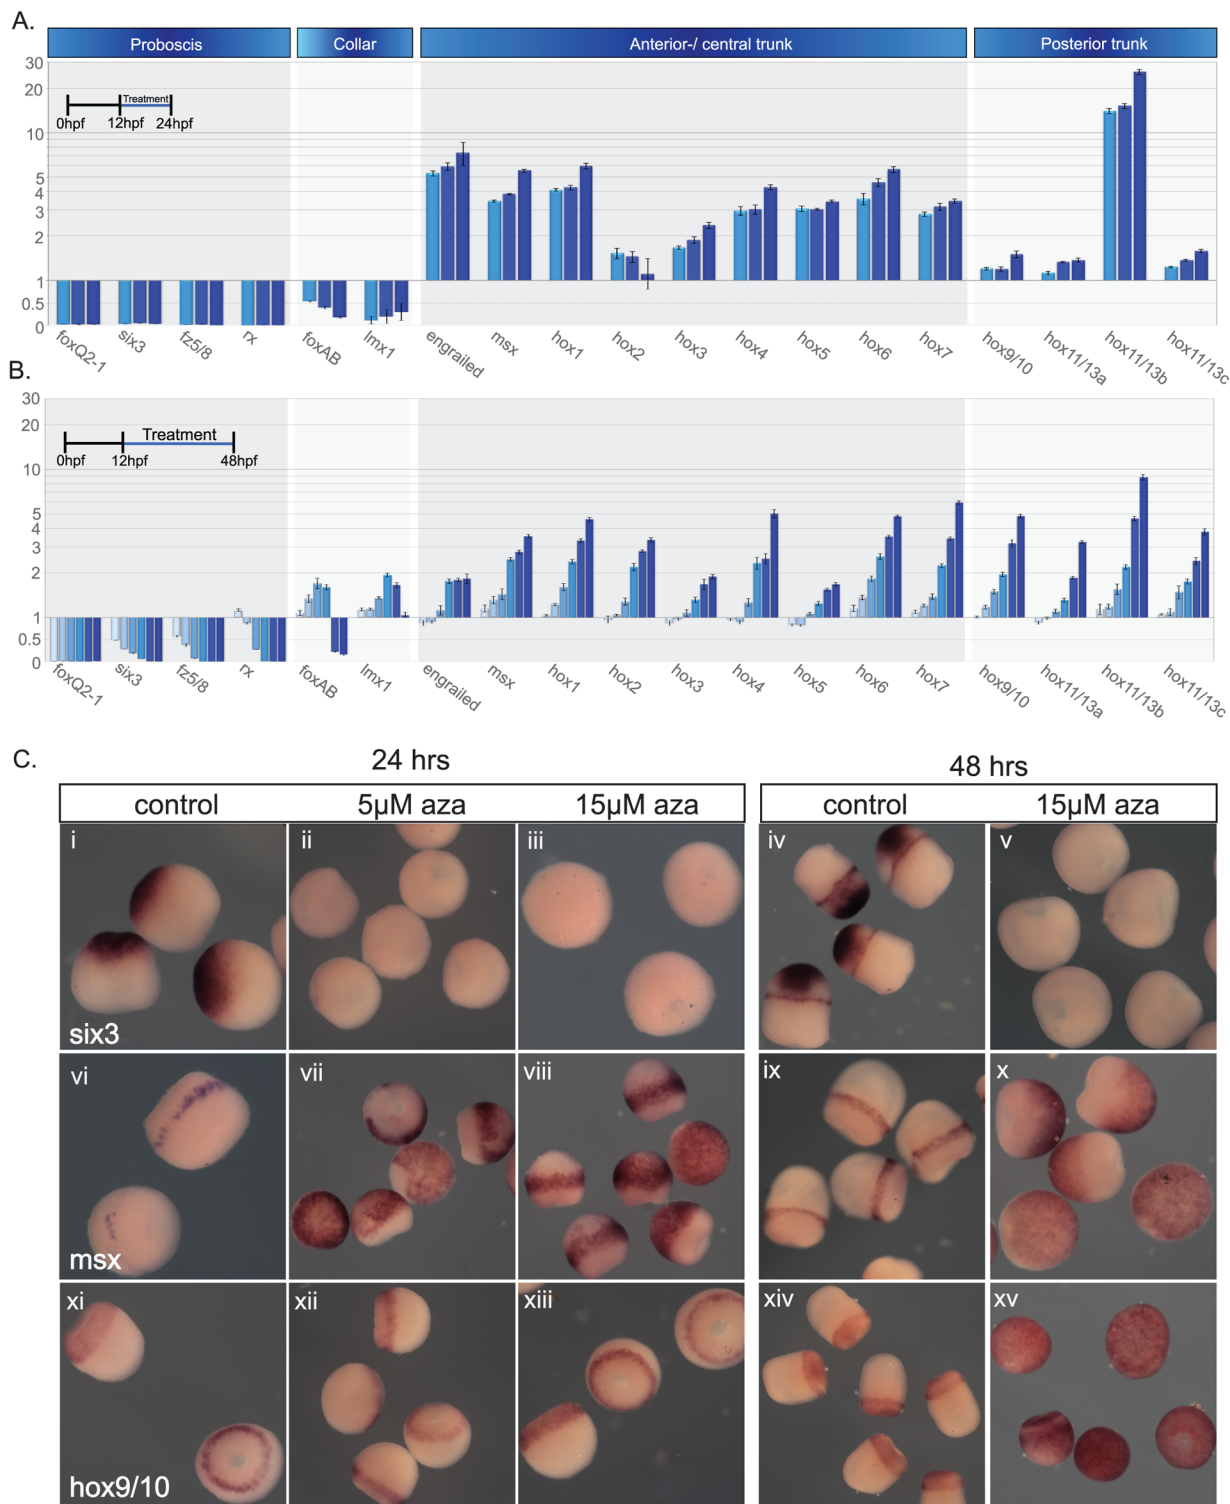 A.
Proboscis Collar Anterior-/ central trunk Posterior trunk
30
20
10
5
4
3
2
1
0.5
0
Treatment
0hpf 12hpf 24hpf
foxQ2-1 six3 fz5/8 rx foxAB lmx1 engrailed msx hox1 hox2 hox3 hox4 hox5 hox6 hox7 hox9/10 hox11/13a hox11/13b hox11/13c
B.
30
20
10
5
4
3
2
1
0.5
0
Treatment
0hpf 12hpf 48hpf
foxQ2-1 six3 fz5/8 rx foxAB lmx1 engrailed msx hox1 hox2 hox3 hox4 hox5 hox6 hox7 hox9/10 hox11/13a hox11/13b hox11/13c
C.
24 hrs 48 hrs
control 5µM aza 15µM aza control 15µM aza
i ii iii iv v
six3
vi vii viii ix x
msx
xi xii xiii xiv xv
hox9/10